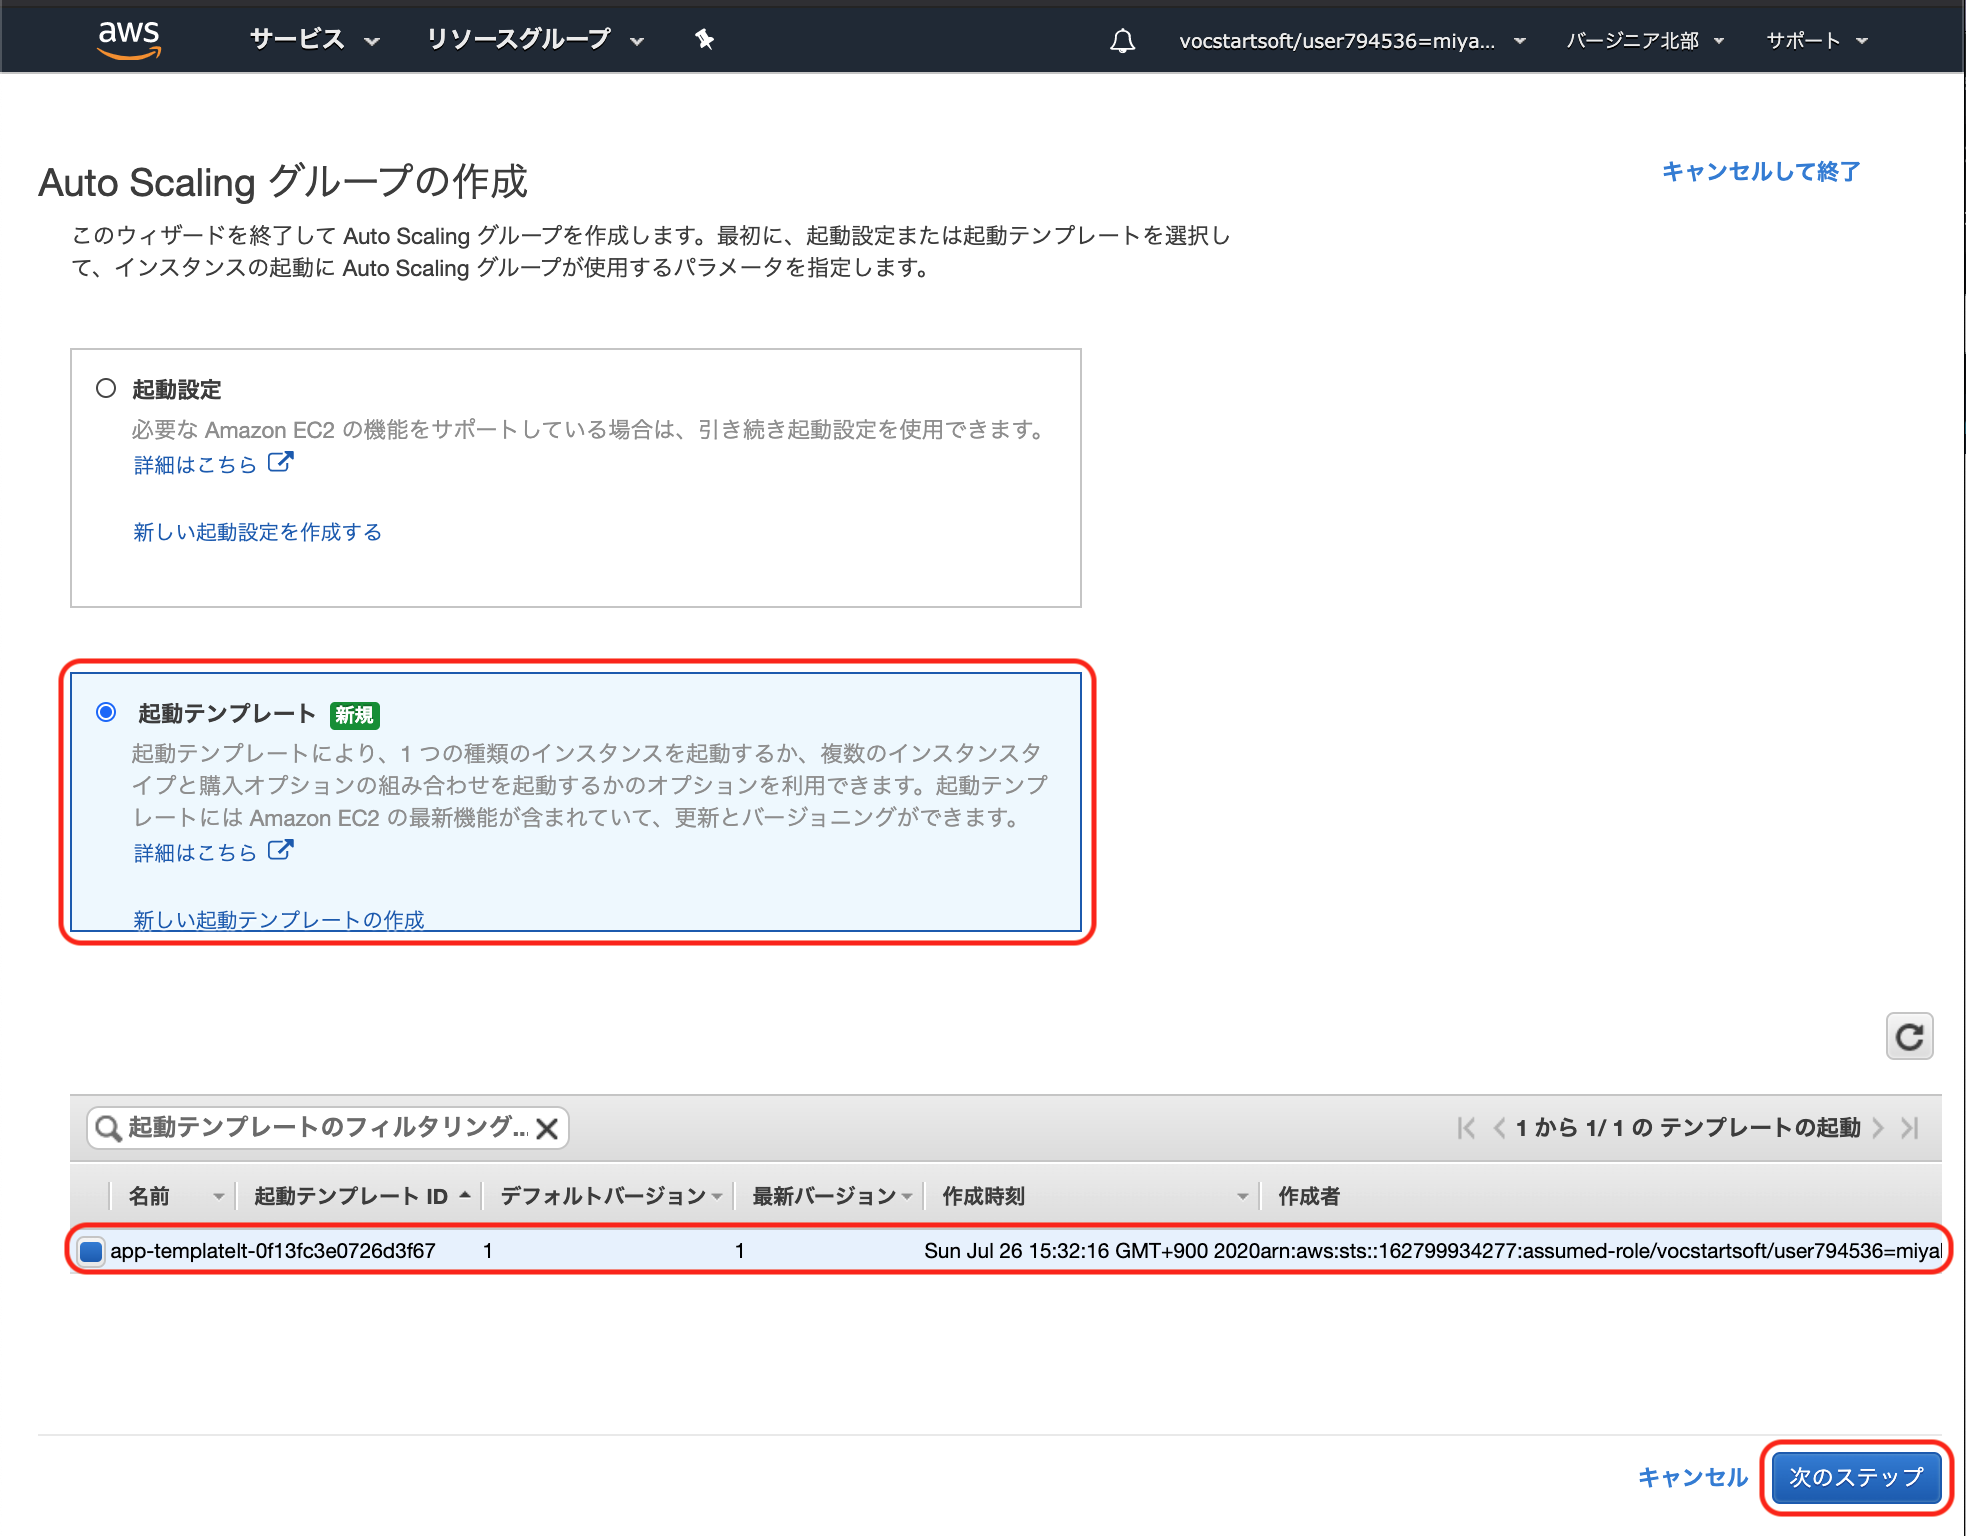 aws サービス リソースグループ vocstartsoft/user794536=miya... バージニア北部 サポート
Auto Scaling グループの作成
キャンセルして終了
このウィザードを終了して Auto Scaling グループを作成します。最初に、起動設定または起動テンプレートを選択し
て、インスタンスの起動に Auto Scaling グループが使用するパラメータを指定します。
起動設定
必要な Amazon EC2 の機能をサポートしている場合は、引き続き起動設定を使用できます。
詳細はこちら
新しい起動設定を作成する
起動テンプレート 新規
起動テンプレートにより、1 つの種類のインスタンスを起動するか、複数のインスタンスタ
イプと購入オプションの組み合わせを起動するかのオプションを利用できます。起動テンプ
レートには Amazon EC2 の最新機能が含まれていて、更新とバージョニングができます。
詳細はこちら
新しい起動テンプレートの作成
起動テンプレートのフィルタリング... 1 から 1/ 1 の テンプレートの起動
名前 起動テンプレート ID デフォルトバージョン 最新バージョン 作成時刻 作成者
app-templatelt-0f13fc3e0726d3f67 1 1 Sun Jul 26 15:32:16 GMT+900 2020arn:aws:sts::162799934277:assumed-role/vocstartsoft/user794536=miyal
キャンセル 次のステップ